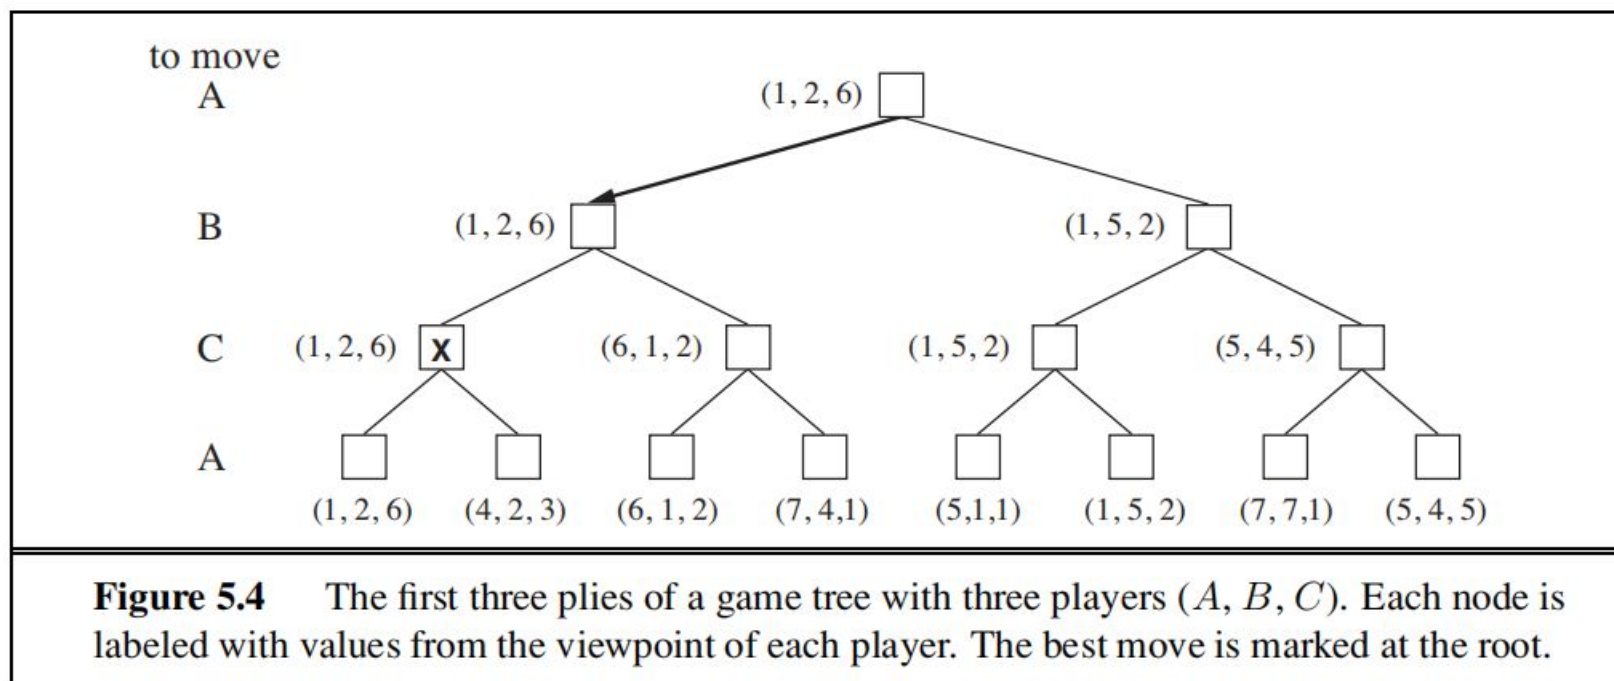 to move
A (1, 2, 6)
B (1, 2, 6) (1, 5, 2)
C (1, 2, 6) X (6, 1, 2) (1, 5, 2) (5, 4, 5)
A
(1, 2, 6) (4, 2, 3) (6, 1, 2) (7, 4,1) (5,1,1) (1, 5, 2) (7, 7,1) (5, 4, 5)
Figure 5.4 The first three plies of a game tree with three players (A, B, C). Each node is
labeled with values from the viewpoint of each player. The best move is marked at the root.